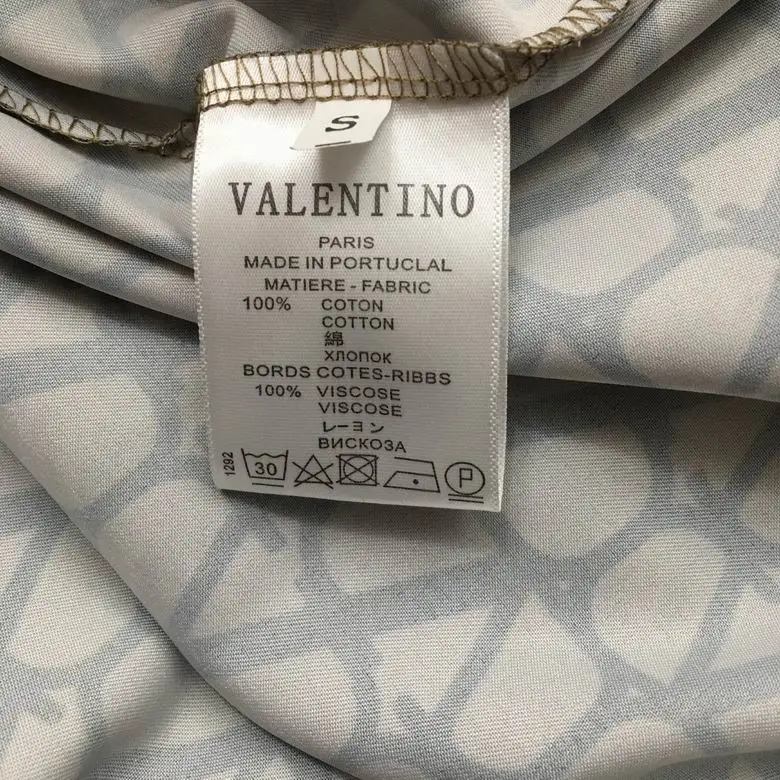 S
VALENTINO
PARIS
MADE IN PORTUCLAL
MATIERE - FABRIC
100% COTON
COTTON
綿
ХЛОПОК
BORDS COTES-RIBBS
100% VISCOSE
VISCOSE
レーヨン
ВИСКОЗА
1292
30
P